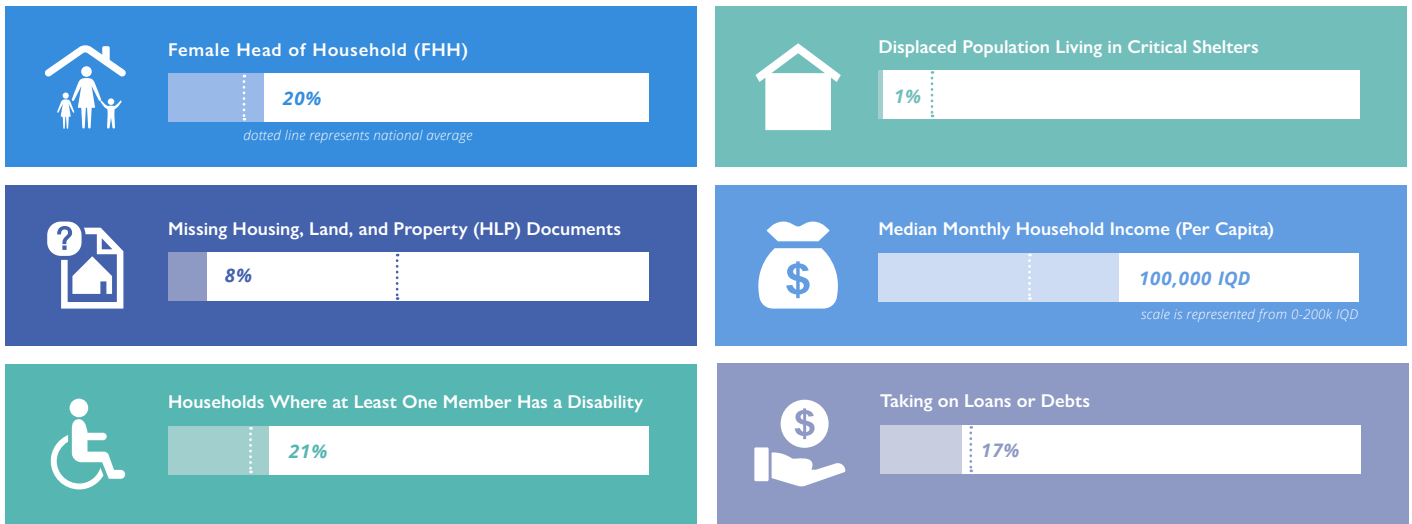 Female Head of Household (FHH)
20%
dotted line represents national average
Displaced Population Living in Critical Shelters
1%
?
Missing Housing, Land, and Property (HLP) Documents
8%
$
Median Monthly Household Income (Per Capita)
100,000 IQD
scale is represented from 0-200k IQD
Households Where at Least One Member Has a Disability
21%
$
Taking on Loans or Debts
17%